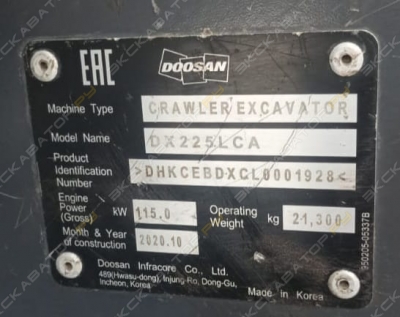 EAC DOOSAN
Machine Type CRAWLER EXCAVATOR
Model Name DX225LCA
Product
Identification
Number >DHKCEBDXCL0001928<
Engine
Power
(Gross) kW 115.0 Operating
Weight kg 21,300
Month & Year
of construction 2020.10
Doosan Infracore Co., Ltd.
489(Hwasu-dong), Injung-Ro, Dong-Gu,
Incheon, Korea Made in Korea
950205-05337B